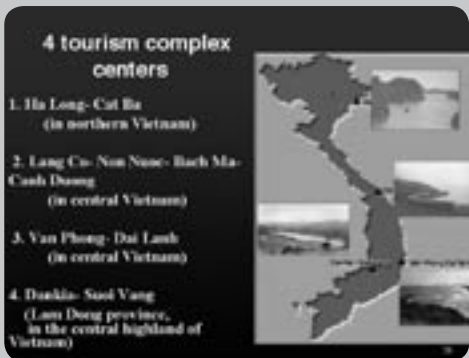 4 tourism complex
centers
1. Ha Long- Cat Ba
(in northern Vietnam)
2. Lang Co- Non Nuoc- Bach Ma-
Canh Duong
(in central Vietnam)
3. Van Phong- Dai Lanh
(in central Vietnam)
4. Dankia- Suoi Vang
(Lam Dong province,
in the central highland of
Vietnam)